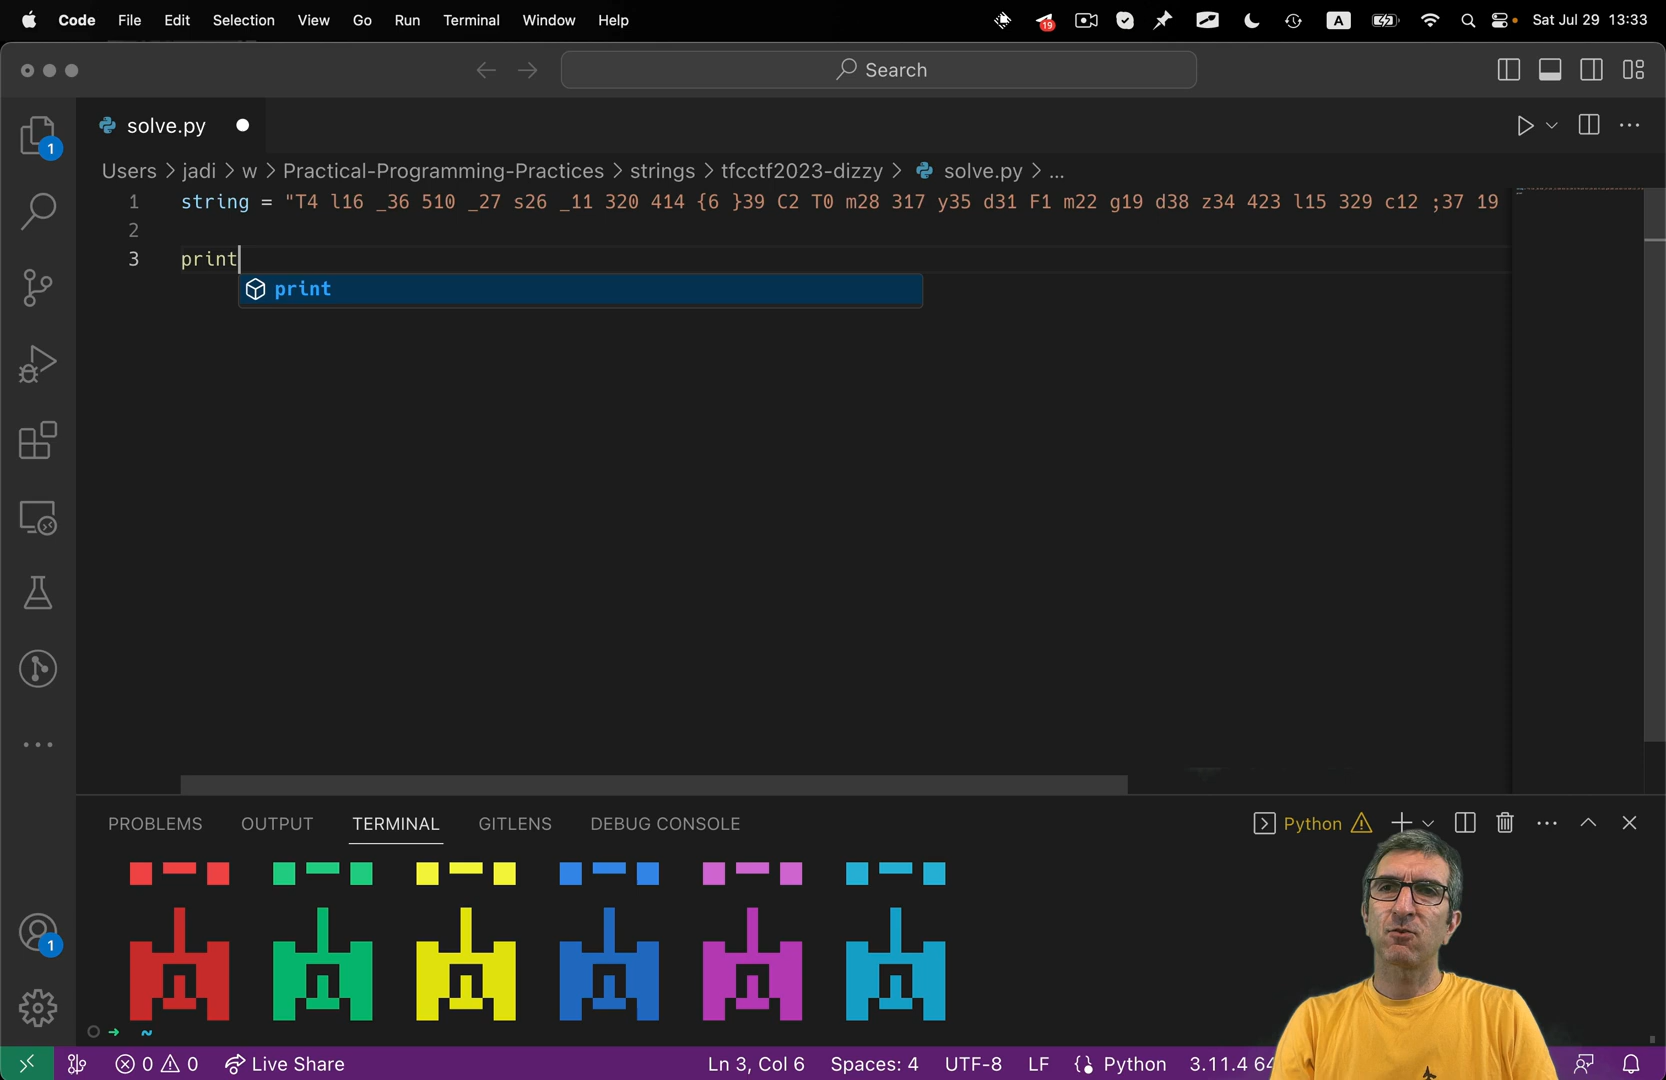 Code File Edit Selection View Go Run Terminal Window Help 19 A Sat Jul 29 13:33
Search
1 solve.py
Users > jadi > w > Practical-Programming-Practices > strings > tfcctf2023-dizzy > solve.py > ...
1 string = "T4 l16 _36 510 _27 s26 _11 320 414 {6 }39 C2 T0 m28 317 y35 d31 F1 m22 g19 d38 z34 423 l15 329 c12 ;37 19
2
3 print
print
PROBLEMS OUTPUT TERMINAL GITLENS DEBUG CONSOLE Python
1
➜ ~
0 0 Live Share Ln 3, Col 6 Spaces: 4 UTF-8 LF Python 3.11.4 64